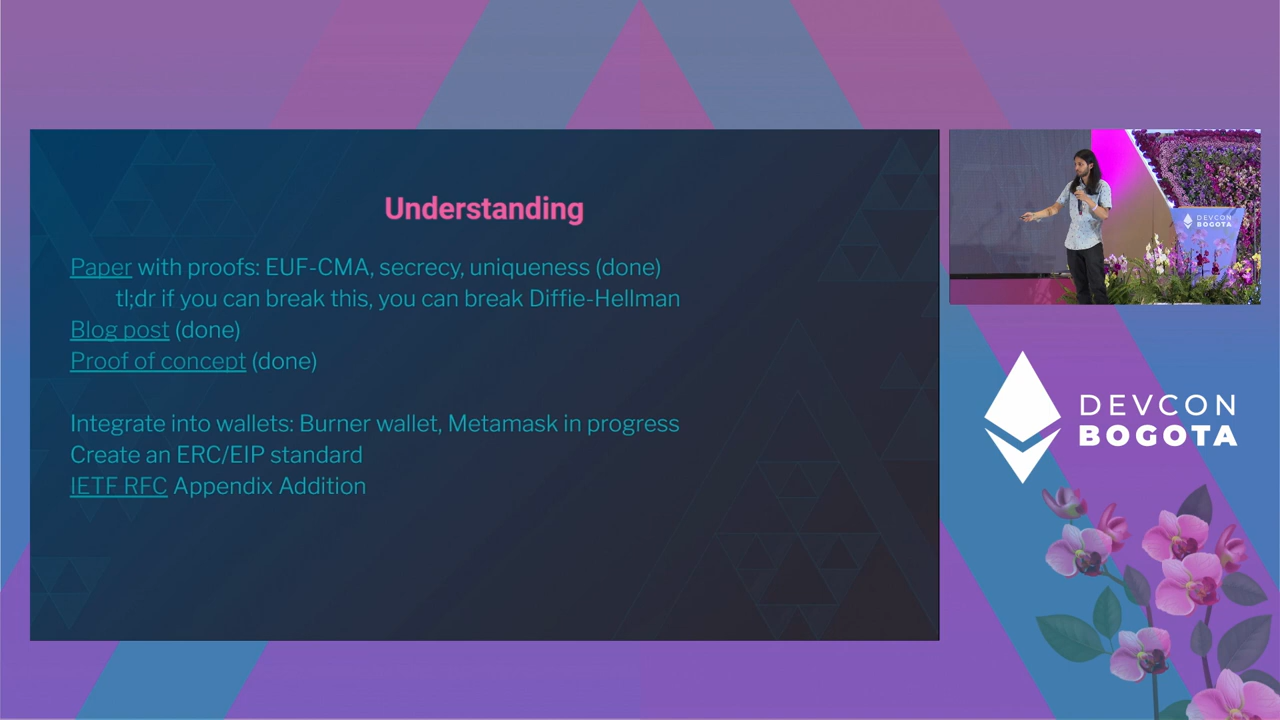 Understanding
Paper with proofs: EUF-CMA, secrecy, uniqueness (done)
tl;dr if you can break this, you can break Diffie-Hellman
Blog post (done)
Proof of concept (done)
Integrate into wallets: Burner wallet, Metamask in progress
Create an ERC/EIP standard
IETF RFC Appendix Addition
DEVCON
BOGOTA
DEVCON
BOGOTA